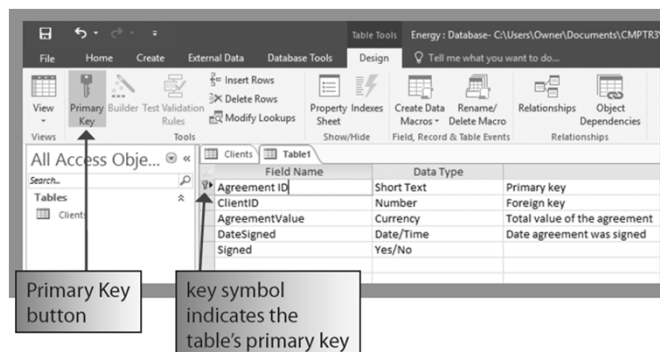 Table Tools Energy : Database- C:\Users\Owner\Documents\CMPTR3\
File Home Create External Data Database Tools Design Tell me what you want to do...
View Primary Key Builder Test Validation Rules Insert Rows Delete Rows Modify Lookups Property Sheet Indexes Create Data Macros Rename/ Delete Macro Relationships Object Dependencies
Views Tools Show/Hide Field, Record & Table Events Relationships
All Access Obje... «
Search..
Tables
Clients
Clients Table1
Field Name Data Type
Agreement ID Short Text Primary key
ClientID Number Foreign key
AgreementValue Currency Total value of the agreement
DateSigned Date/Time Date agreement was signed
Signed Yes/No
Primary Key
button
key symbol
indicates the
table's primary key